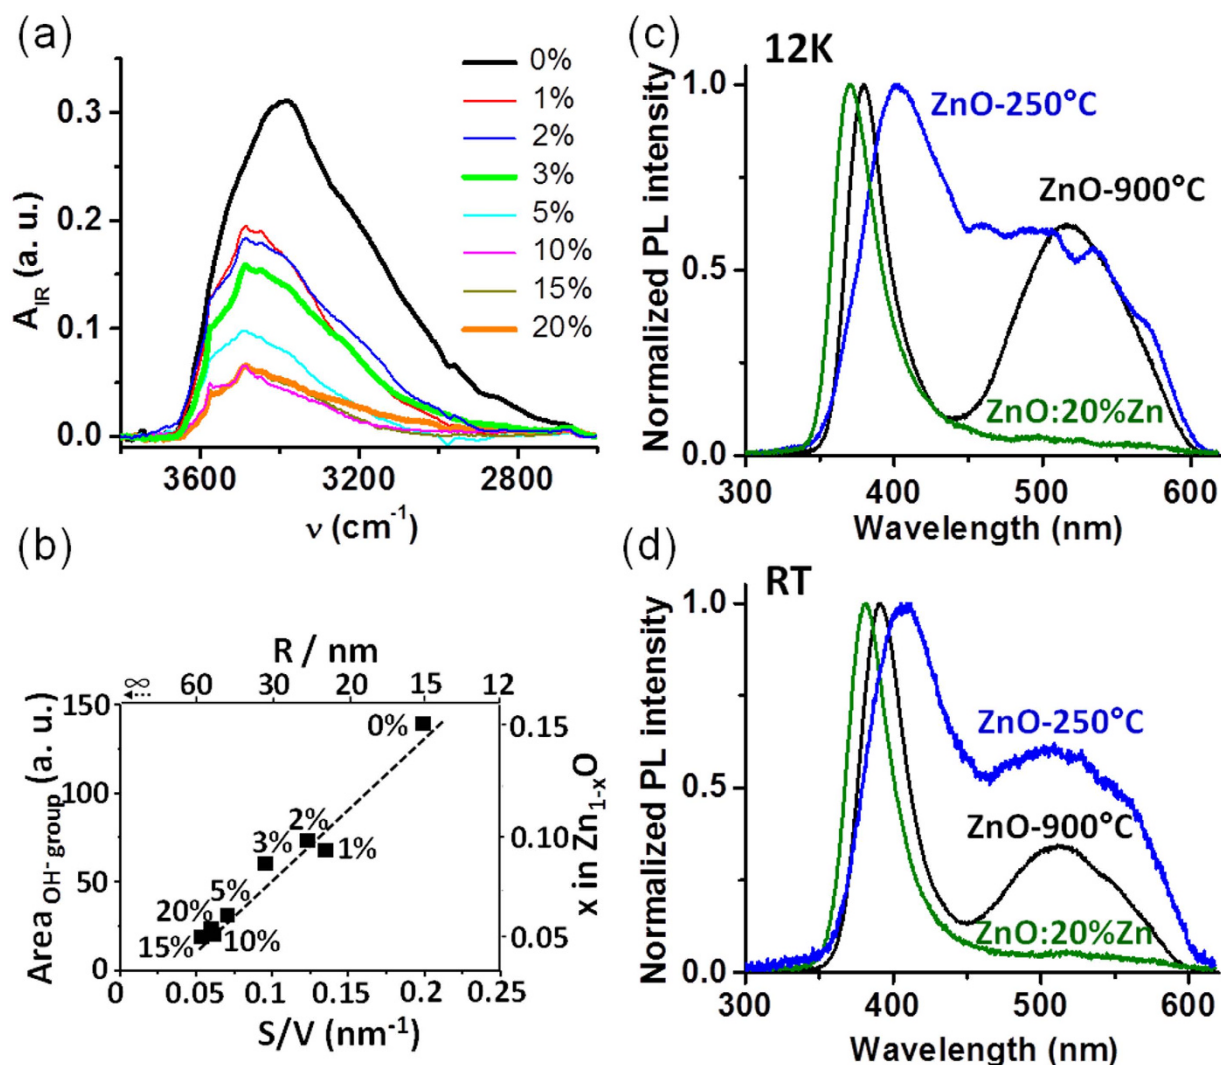 (a)
0.3
0.2
0.1
0.0
A_IR (a. u.)
0%
1%
2%
3%
5%
10%
15%
20%
3600 3200 2800
ν (cm⁻¹)
(b)
R / nm
∞ 60 30 20 15 12
150
100
50
0
Area OH⁻ group (a. u.)
0%
2%
3%
1%
5%
20%
15%
10%
0.15
0.10
0.05
x in Zn₁₋ₓO
0 0.05 0.1 0.15 0.2 0.25
S/V (nm⁻¹)
(c)
12K
1.0
0.5
0.0
Normalized PL intensity
ZnO-250°C
ZnO-900°C
ZnO:20%Zn
300 400 500 600
Wavelength (nm)
(d)
RT
1.0
0.5
0.0
Normalized PL intensity
ZnO-250°C
ZnO-900°C
ZnO:20%Zn
300 400 500 600
Wavelength (nm)